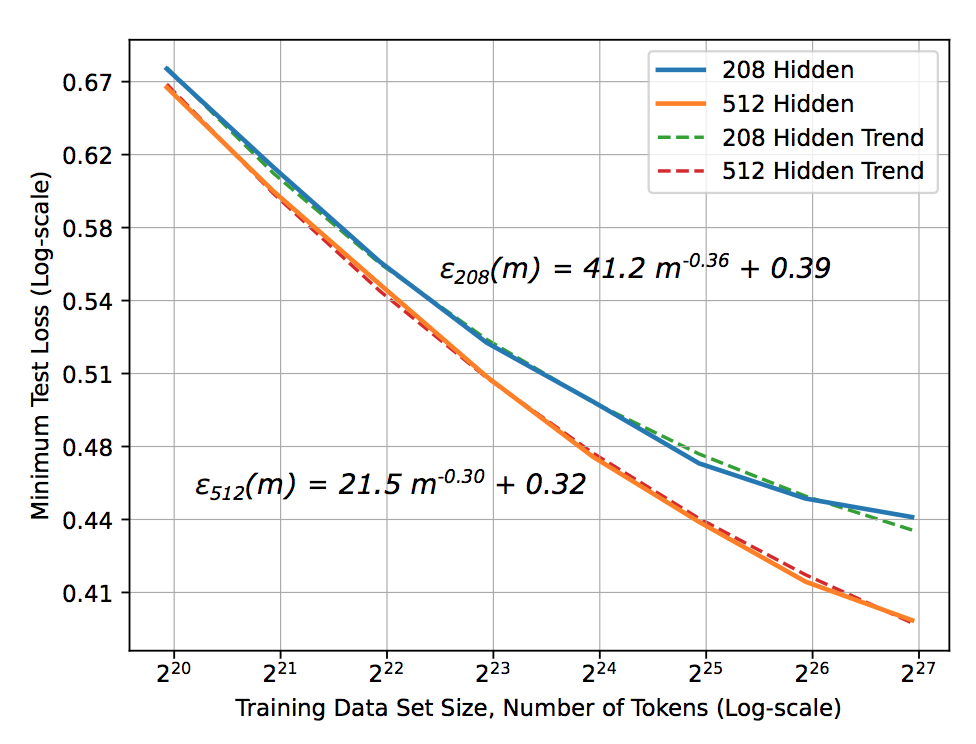 0.67
0.62
0.58
0.54
0.51
0.48
0.44
0.41
Minimum Test Loss (Log-scale)
208 Hidden
512 Hidden
208 Hidden Trend
512 Hidden Trend
ε₂₀₈(m) = 41.2 m⁻⁰·³⁶ + 0.39
ε₅₁₂(m) = 21.5 m⁻⁰·³⁰ + 0.32
2²⁰ 2²¹ 2²² 2²³ 2²⁴ 2²⁵ 2²⁶ 2²⁷
Training Data Set Size, Number of Tokens (Log-scale)